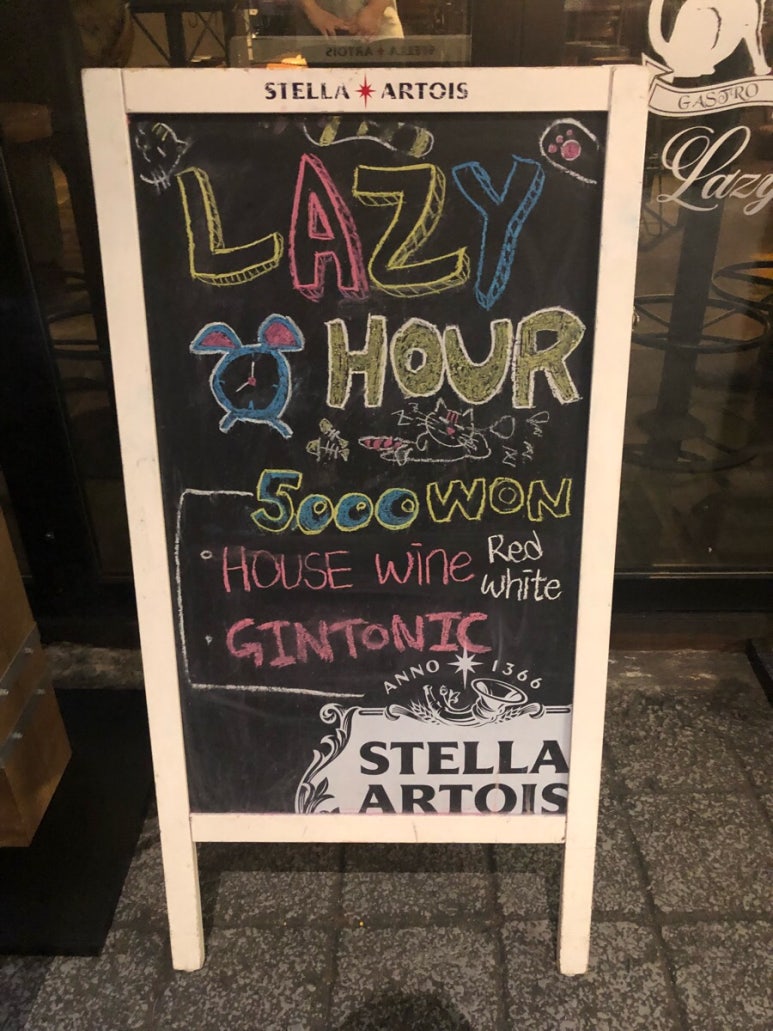 STELLA ARTOIS
GASTRO
Lazy
LAZY
HOUR
5000 WON
HOUSE wine Red
white
GINTONIC
ANNO 1366
STELLA
ARTOIS